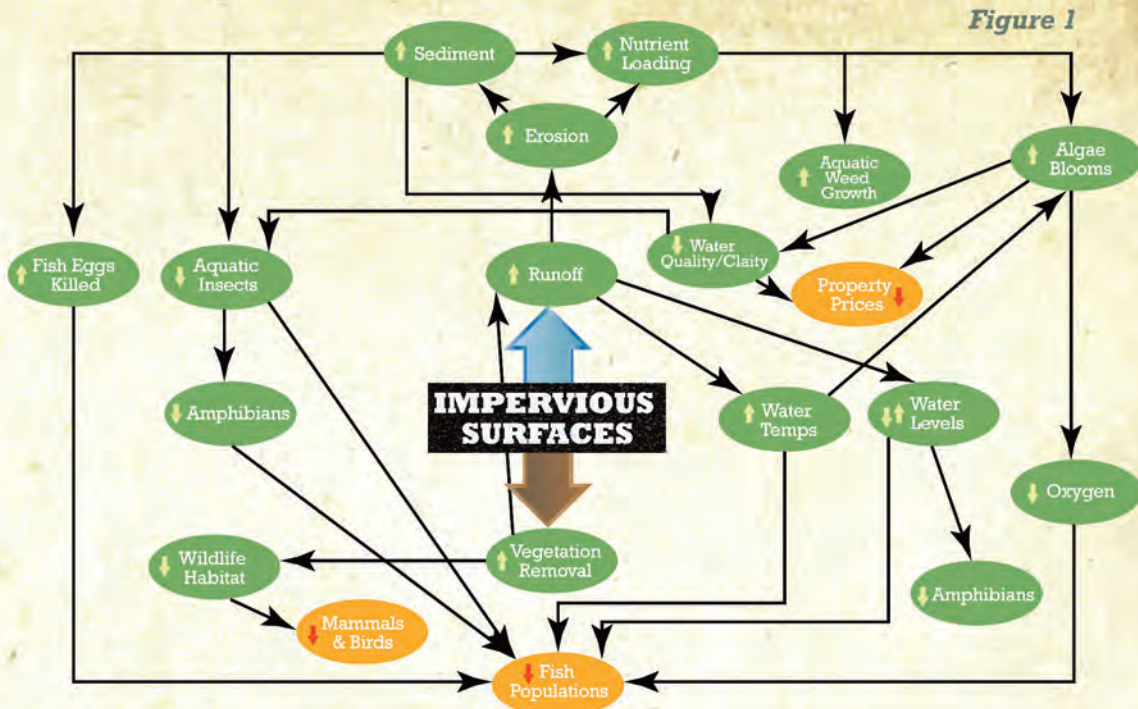 Figure 1
Sediment
Nutrient
Loading
Erosion
Aquatic
Weed
Growth
Algae
Blooms
Fish Eggs
Killed
Aquatic
Insects
Runoff
Water
Quality/Claity
Property
Prices
IMPERVIOUS
SURFACES
Amphibians
Water
Temps
Water
Levels
Oxygen
Wildlife
Habitat
Vegetation
Removal
Amphibians
Mammals
& Birds
Fish
Populations